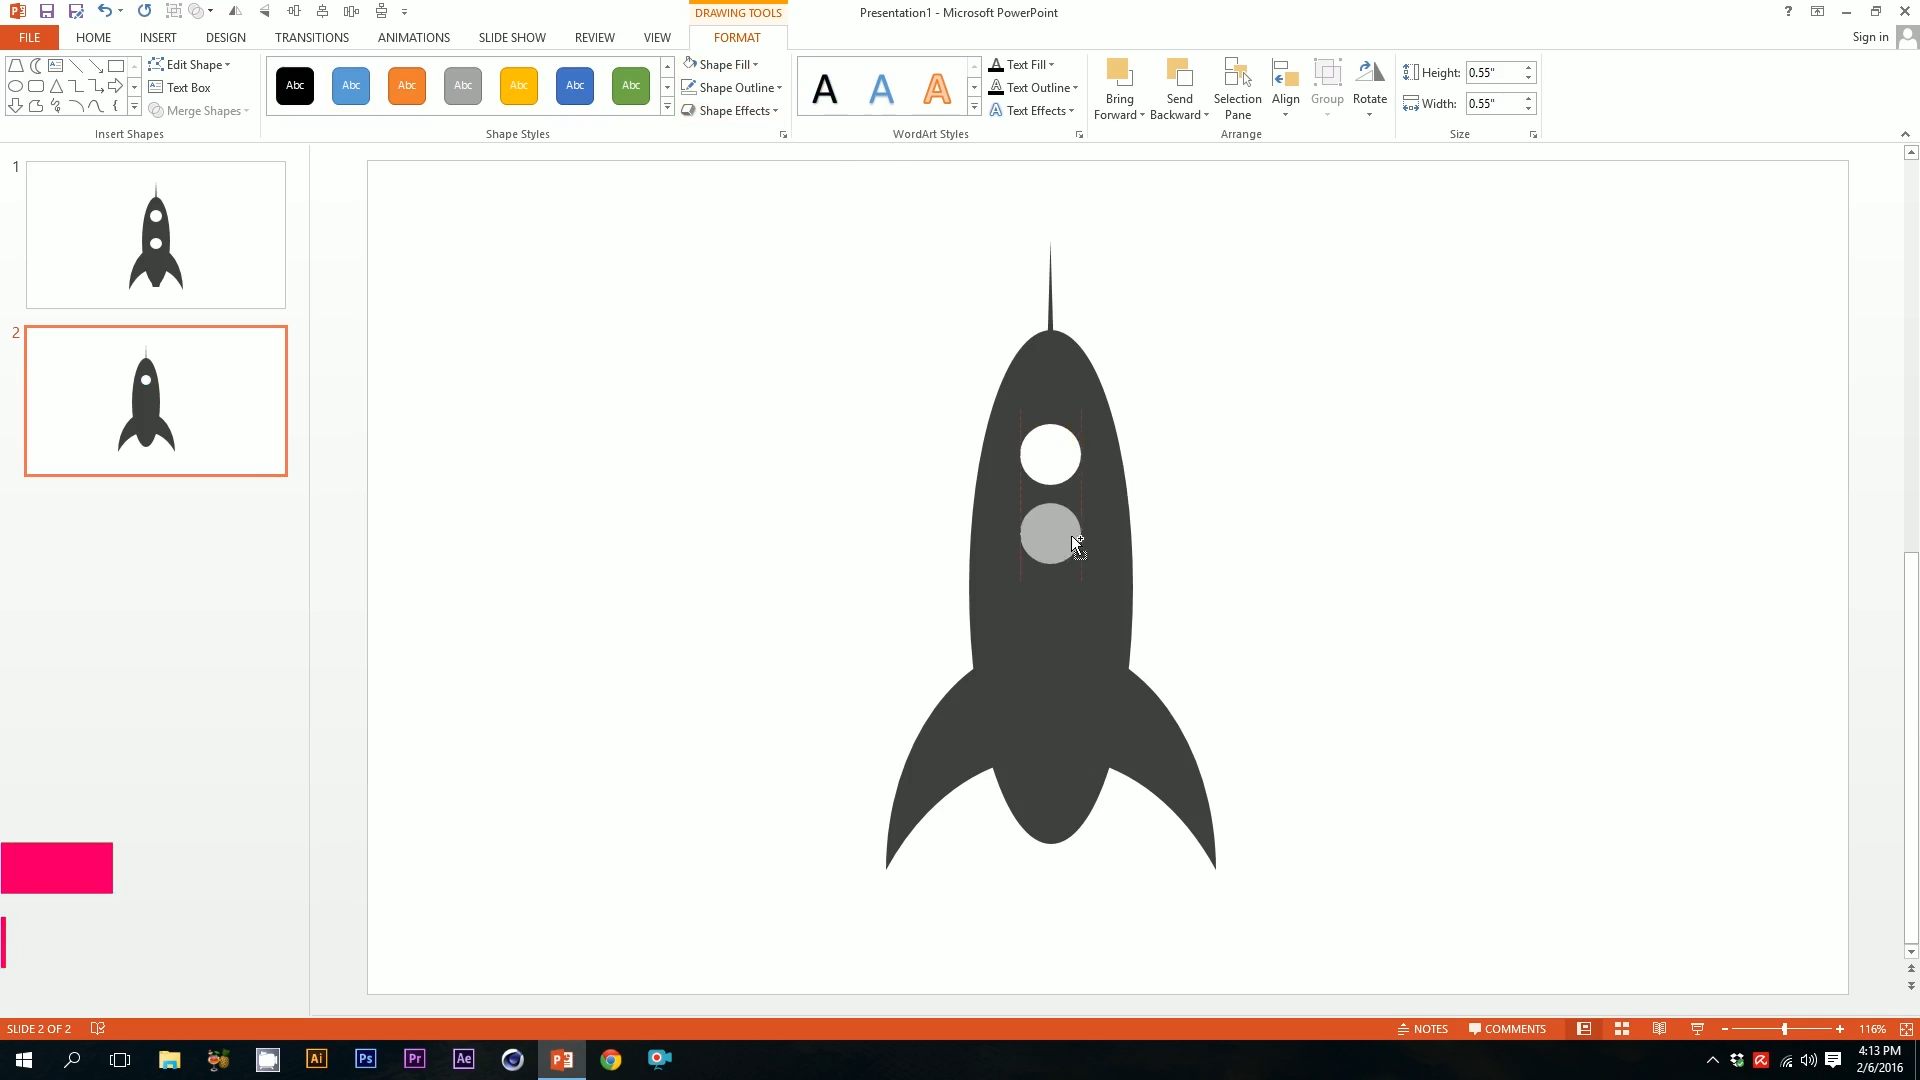 DRAWING TOOLS
Presentation1 - Microsoft PowerPoint
?
FILE
HOME
INSERT
DESIGN
TRANSITIONS
ANIMATIONS
SLIDE SHOW
REVIEW
VIEW
FORMAT
Sign in
Edit Shape
Text Box
Merge Shapes
Insert Shapes
Abc
Abc
Abc
Abc
Abc
Abc
Abc
Shape Fill
Shape Outline
Shape Effects
Shape Styles
A
A
A
Text Fill
Text Outline
Text Effects
WordArt Styles
Bring
Forward
Send
Backward
Selection
Pane
Align
Group
Rotate
Arrange
Height:
0.55"
Width:
0.55"
Size
1
2
SLIDE 2 OF 2
NOTES
COMMENTS
116%
Ai
Ps
Pr
Ae
4:13 PM
2/6/2016